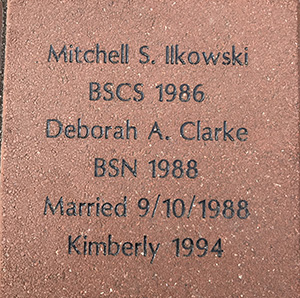 Mitchell S. Ilkowski
BSCS 1986
Deborah A. Clarke
BSN 1988
Married 9/10/1988
Kimberly 1994